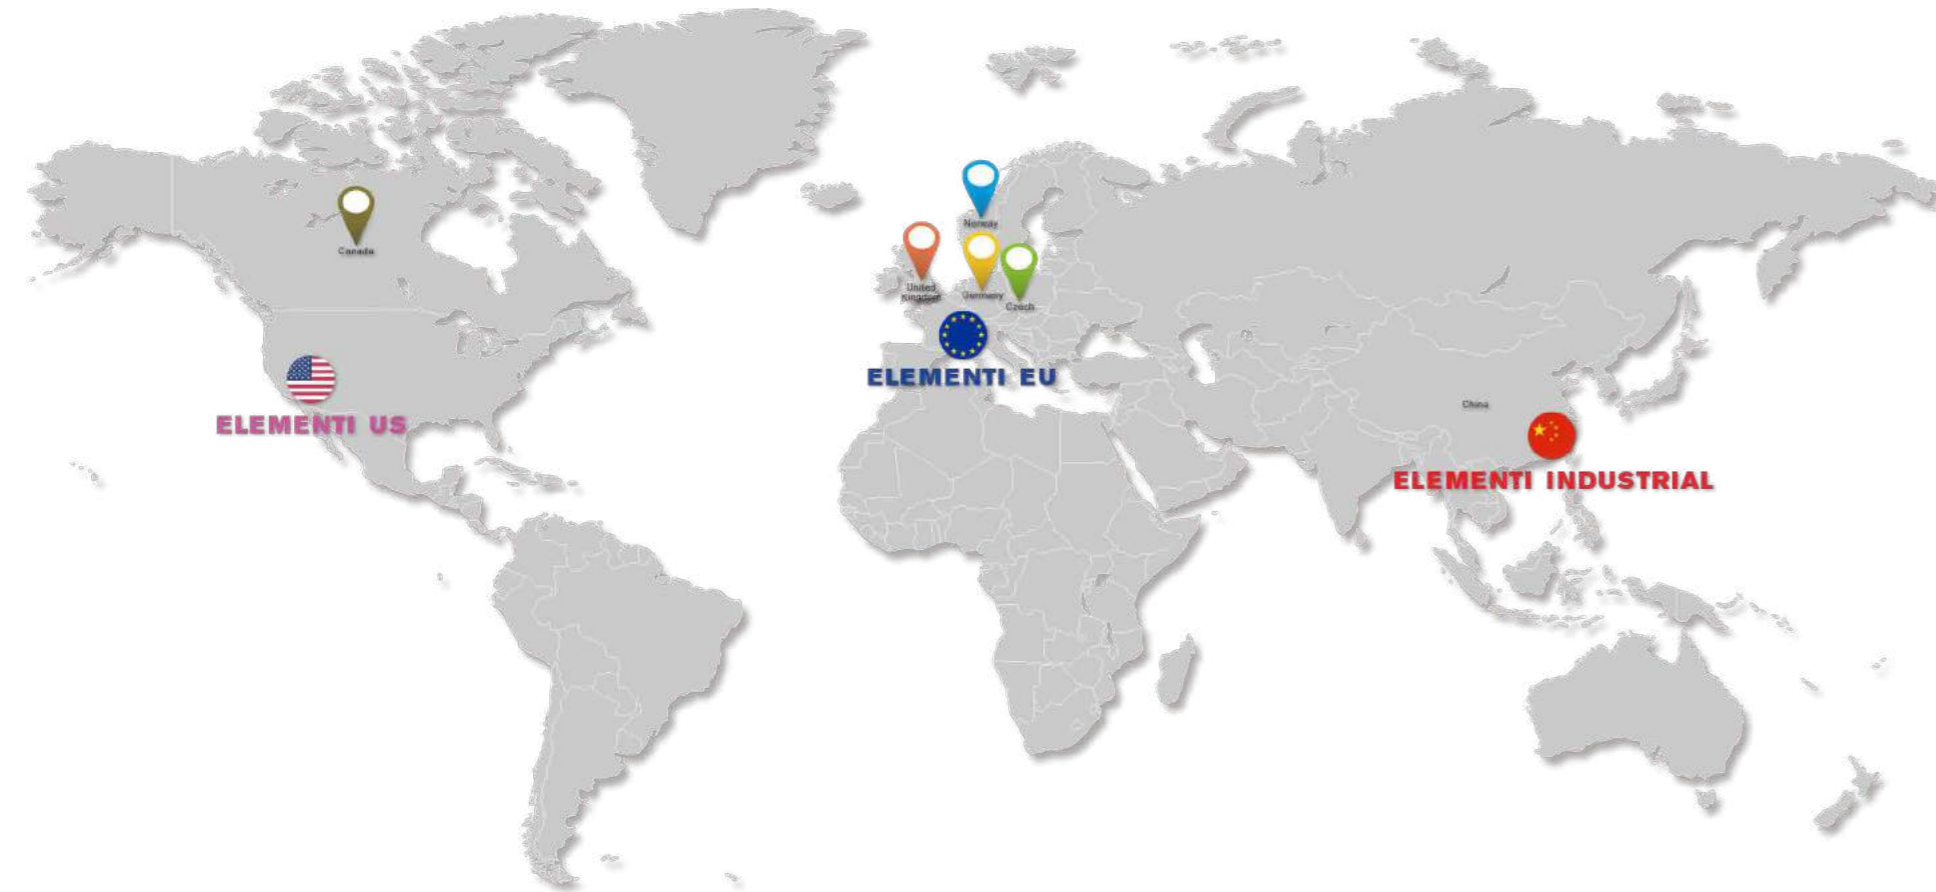 Norway
Canada
United
Kingdom
Germany
Czech
ELEMENTI EU
China
ELEMENTI US
ELEMENTI INDUSTRIAL